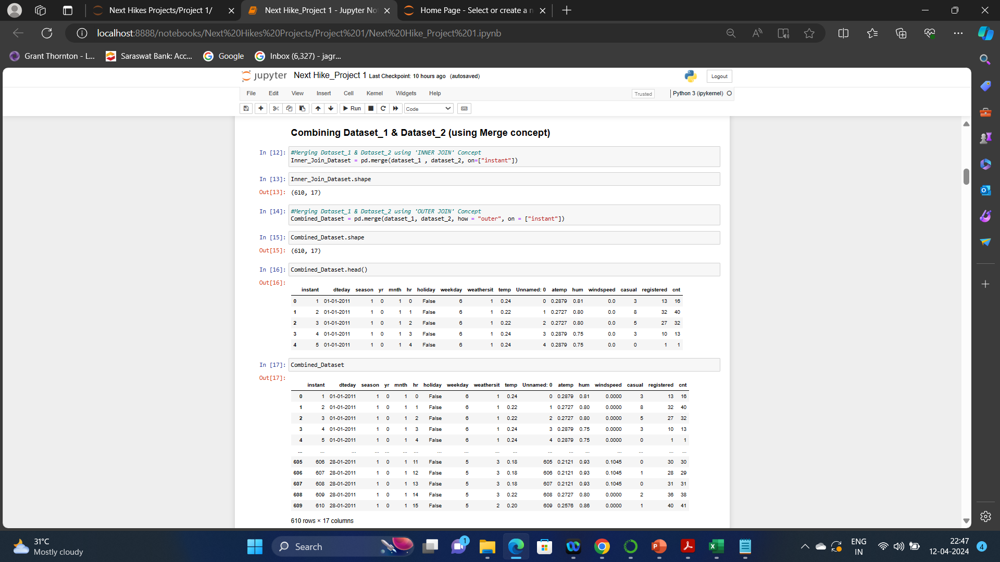 Next Hikes Projects/Project 1/
Next Hike_Project 1 - Jupyter No
Home Page - Select or create a n
localhost:8888/notebooks/Next%20Hikes%20Projects/Project%201/Next%20Hike_Project%201.ipynb
Grant Thornton - L...
Saraswat Bank: Acc...
Google
Inbox (6,327) - jagr...
jupyter Next Hike_Project 1 Last Checkpoint: 10 hours ago (autosaved)
Logout
File Edit View Insert Cell Kernel Widgets Help
Trusted
Python 3 (ipykernel)
Run
Code
Combining Dataset_1 & Dataset_2 (using Merge concept)
In [12]: #Merging Dataset_1 & Dataset_2 using 'INNER JOIN' Concept
Inner_Join_Dataset = pd.merge(dataset_1 , dataset_2, on=["instant"])
In [13]: Inner_Join_Dataset.shape
Out[13]: (610, 17)
In [14]: #Merging Dataset_1 & Dataset_2 using 'OUTER JOIN' Concept
Combined_Dataset = pd.merge(dataset_1, dataset_2, how = "outer", on = ["instant"])
In [15]: Combined_Dataset.shape
Out[15]: (610, 17)
In [16]: Combined_Dataset.head()
Out[16]:
instant dteday season yr mnth hr holiday weekday weathersit temp Unnamed: 0 atemp hum windspeed casual registered cnt
0 1 01-01-2011 1 0 1 0 False 6 1 0.24 0 0.2879 0.81 0.0 3 13 16
1 2 01-01-2011 1 0 1 1 False 6 1 0.22 1 0.2727 0.80 0.0 8 32 40
2 3 01-01-2011 1 0 1 2 False 6 1 0.22 2 0.2727 0.80 0.0 5 27 32
3 4 01-01-2011 1 0 1 3 False 6 1 0.24 3 0.2879 0.75 0.0 3 10 13
4 5 01-01-2011 1 0 1 4 False 6 1 0.24 4 0.2879 0.75 0.0 0 1 1
In [17]: Combined_Dataset
Out[17]:
instant dteday season yr mnth hr holiday weekday weathersit temp Unnamed: 0 atemp hum windspeed casual registered cnt
0 1 01-01-2011 1 0 1 0 False 6 1 0.24 0 0.2879 0.81 0.0000 3 13 16
1 2 01-01-2011 1 0 1 1 False 6 1 0.22 1 0.2727 0.80 0.0000 8 32 40
2 3 01-01-2011 1 0 1 2 False 6 1 0.22 2 0.2727 0.80 0.0000 5 27 32
3 4 01-01-2011 1 0 1 3 False 6 1 0.24 3 0.2879 0.75 0.0000 3 10 13
4 5 01-01-2011 1 0 1 4 False 6 1 0.24 4 0.2879 0.75 0.0000 0 1 1
... ... ... ... ... ... ... ... ... ... ... ... ... ... ... ... ... ...
605 606 28-01-2011 1 0 1 11 False 5 3 0.18 605 0.2121 0.93 0.1045 0 30 30
606 607 28-01-2011 1 0 1 12 False 5 3 0.18 606 0.2121 0.93 0.1045 1 28 29
607 608 28-01-2011 1 0 1 13 False 5 3 0.18 607 0.2121 0.93 0.1045 0 31 31
608 609 28-01-2011 1 0 1 14 False 5 3 0.22 608 0.2727 0.80 0.0000 2 36 38
609 610 28-01-2011 1 0 1 15 False 5 2 0.20 609 0.2576 0.86 0.0000 1 40 41
610 rows × 17 columns
31°C
Mostly cloudy
Search
1
ENG
IN
22:47
12-04-2024
4